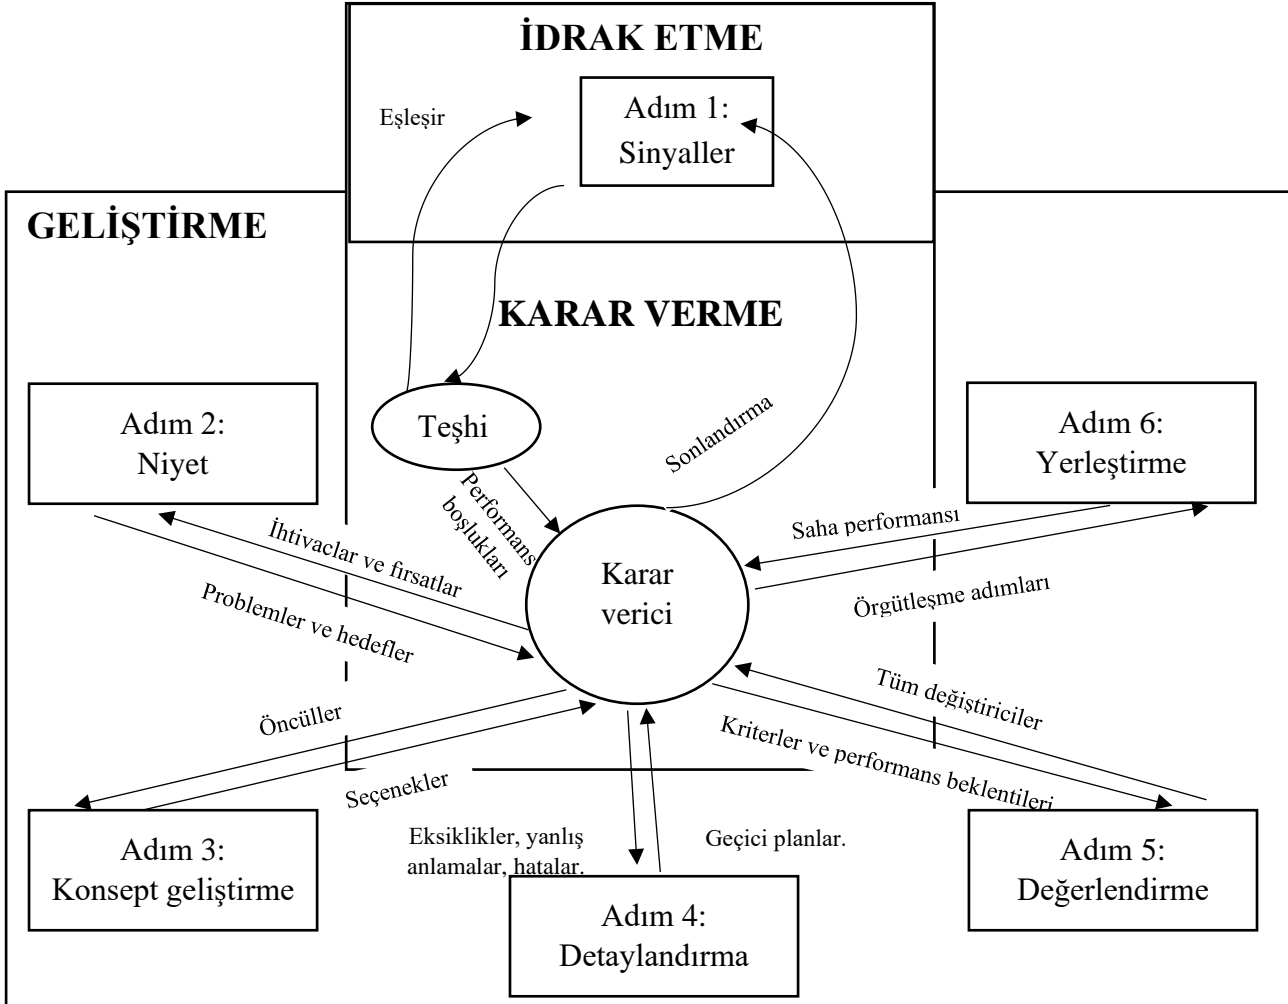 İDRAK ETME
Eşleşir
Adım 1:
Sinyaller
GELİŞTİRME
KARAR VERME
Adım 2:
Niyet
Teşhi
Sonlandırma
Adım 6:
Yerleştirme
Performans
boşlukları
İhtivaclar ve fırsatlar
Saha performansı
Karar
verici
Problemler ve hedefler
Örgütleşme adımları
Öncüller
Tüm değiştiriciler
Seçenekler
Kriterler ve performans beklentileri
Eksiklikler, yanlış
anlamalar, hatalar.
Geçici planlar.
Adım 3:
Konsept geliştirme
Adım 5:
Değerlendirme
Adım 4:
Detaylandırma